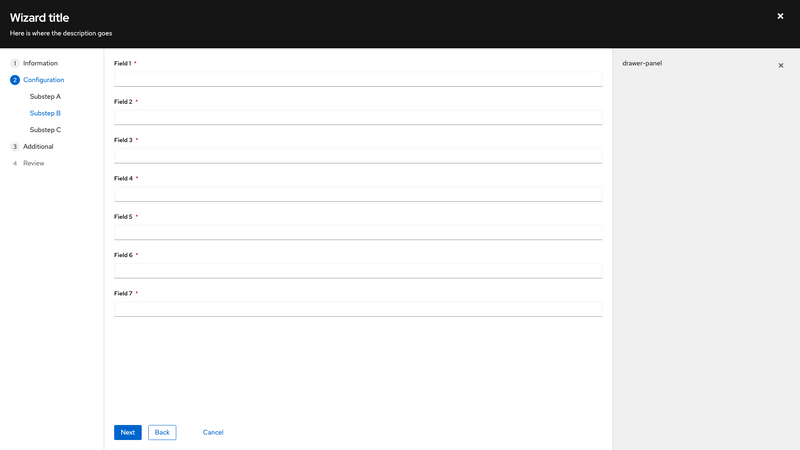 Wizard title
Here is where the description goes
1 Information
2 Configuration
Substep A
Substep B
Substep C
3 Additional
4 Review
Field 1 *
Field 2 *
Field 3 *
Field 4 *
Field 5 *
Field 6 *
Field 7 *
Next Back Cancel
drawer-panel